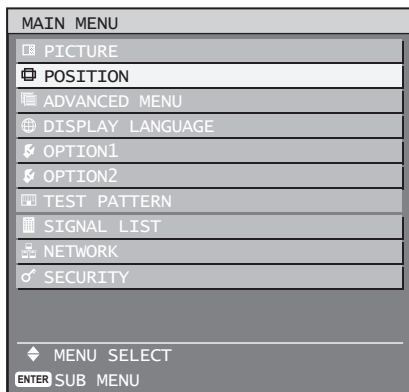 MAIN MENU
PICTURE
POSITION
ADVANCED MENU
DISPLAY LANGUAGE
OPTION1
OPTION2
TEST PATTERN
SIGNAL LIST
NETWORK
SECURITY
MENU SELECT
ENTER SUB MENU